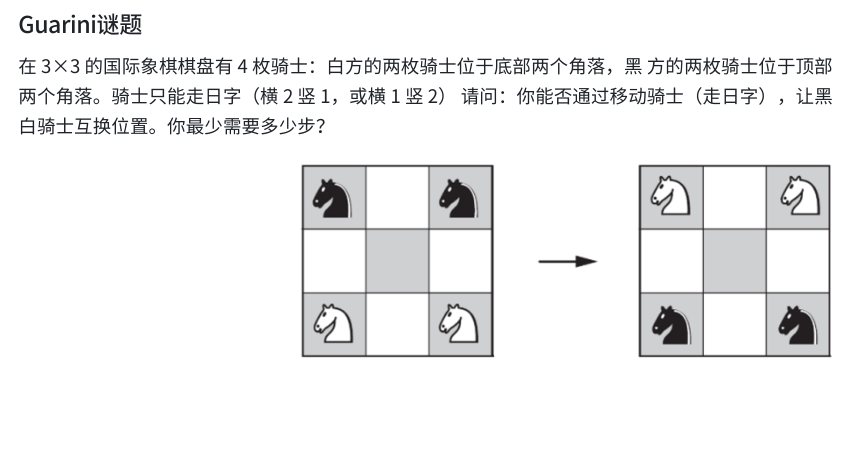 Guarini谜题
在 3×3 的国际象棋棋盘有 4 枚骑士：白方的两枚骑士位于底部两个角落，黑 方的两枚骑士位于顶部
两个角落。骑士只能走日字（横 2 竖 1，或横 1 竖 2） 请问：你能否通过移动骑士（走日字），让黑
白骑士互换位置。你最少需要多少步？